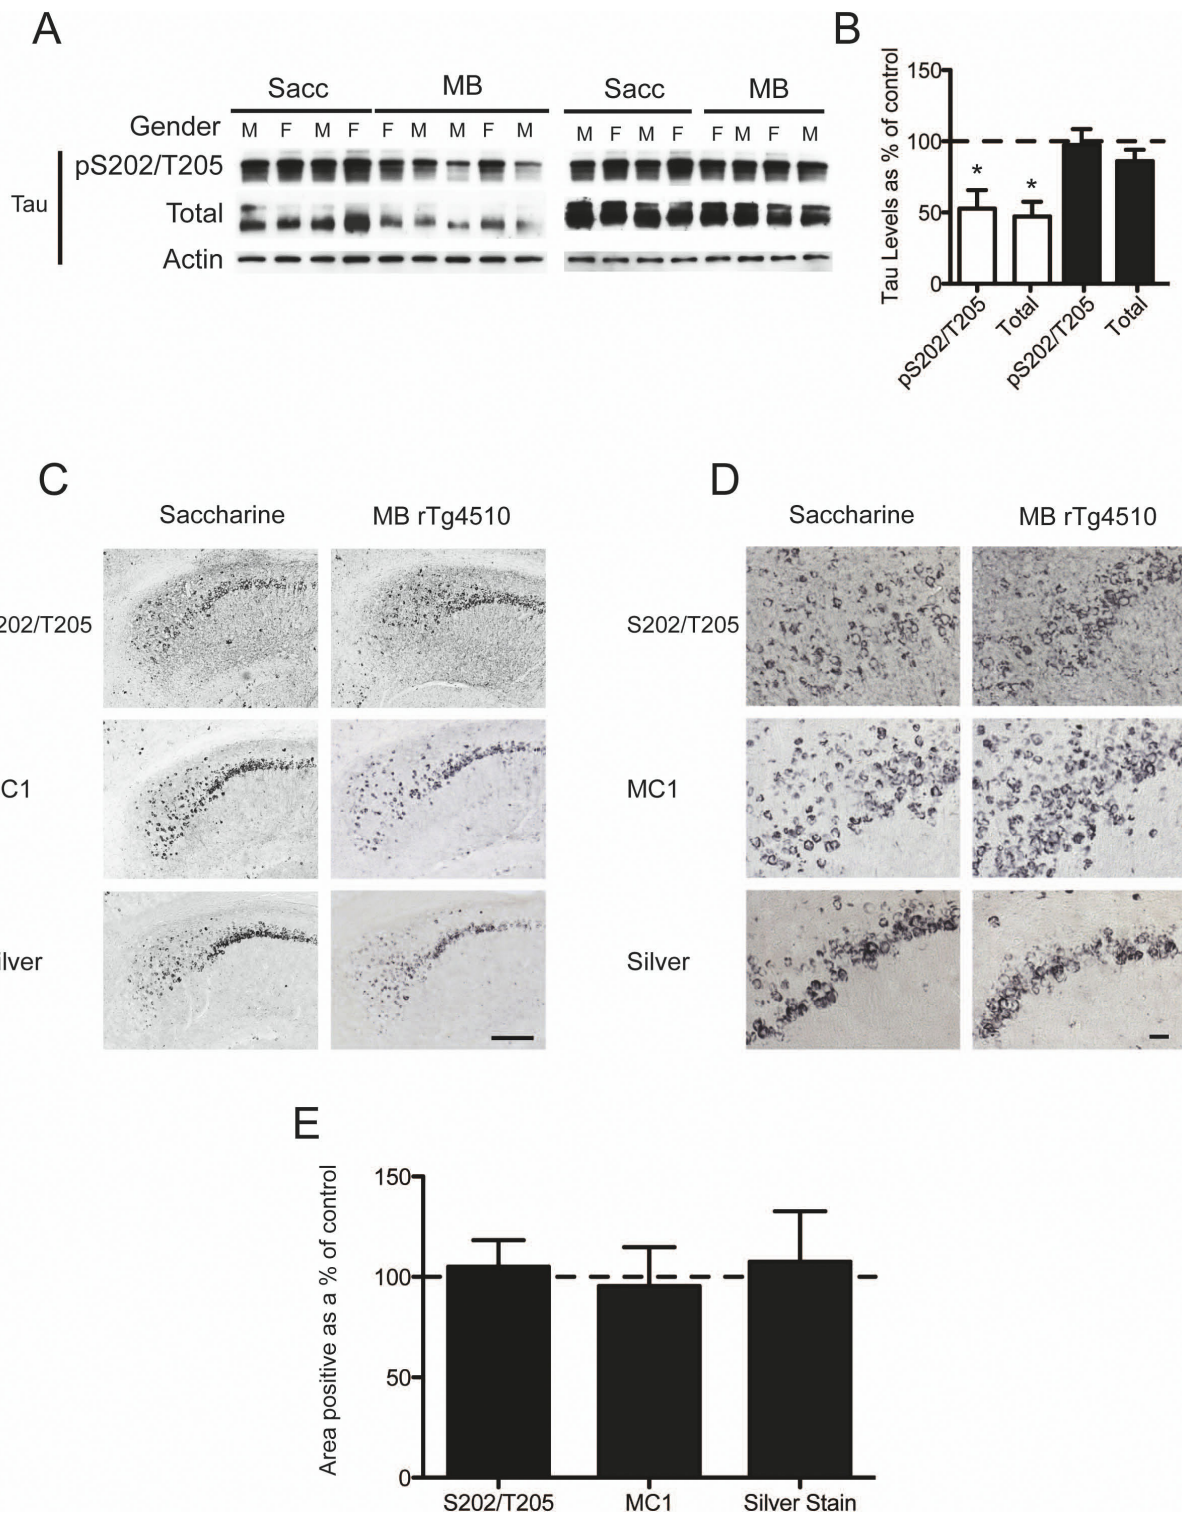 A
B
Sacc MB Sacc MB
Gender M F M F F M M F M M F M F F M F M
pS202/T205
Tau
Total
Actin
Tau Levels as % of control
150
100
50
0
* *
pS202/T205 Total pS202/T205 Total
C
D
Saccharine MB rTg4510
Saccharine MB rTg4510
202/T205
S202/T205
C1
MC1
ilver
Silver
E
Area positive as a % of control
150
100
50
0
S202/T205 MC1 Silver Stain